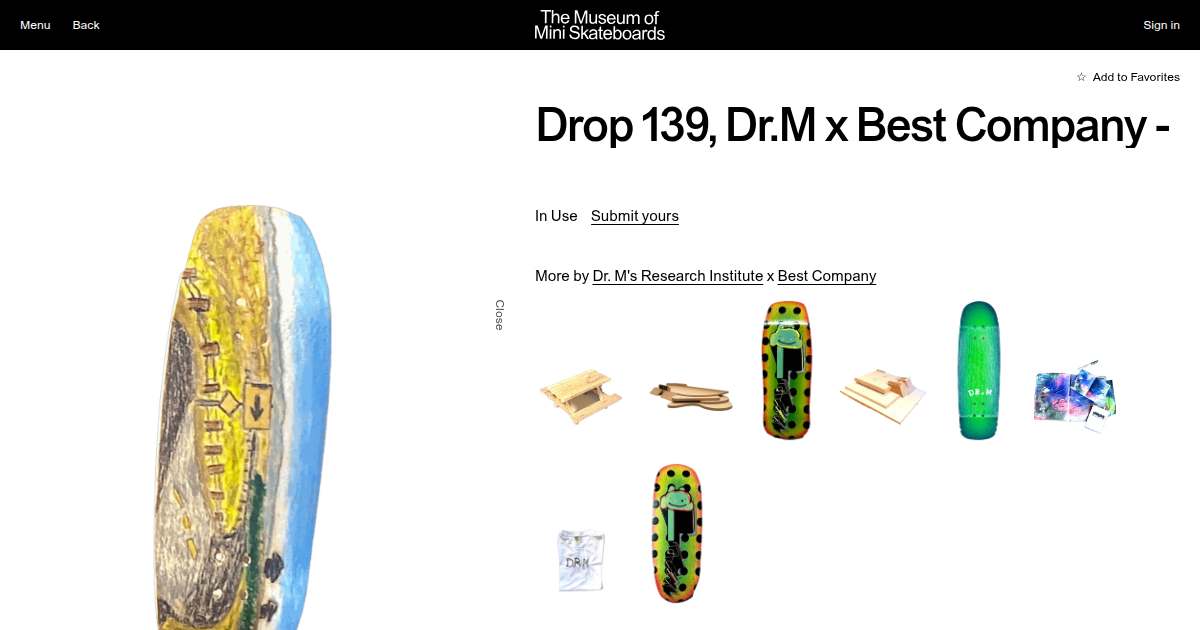 Menu
Back
The Museum of
Mini Skateboards
Sign in
☆ Add to Favorites
Drop 139, Dr.M x Best Company -
In Use Submit yours
More by Dr. M's Research Institute x Best Company
Close
DR.M
DR.M